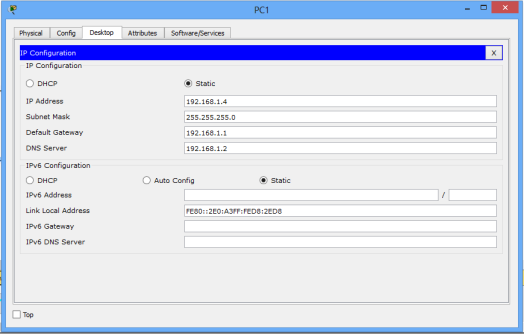 PC1
Physical Config Desktop Attributes Software/Services
IP Configuration X
IP Configuration
DHCP Static
IP Address 192.168.1.4
Subnet Mask 255.255.255.0
Default Gateway 192.168.1.1
DNS Server 192.168.1.2
IPv6 Configuration
DHCP Auto Config Static
IPv6 Address /
Link Local Address FE80::2E0:A3FF:FED8:2ED8
IPv6 Gateway
IPv6 DNS Server
Top